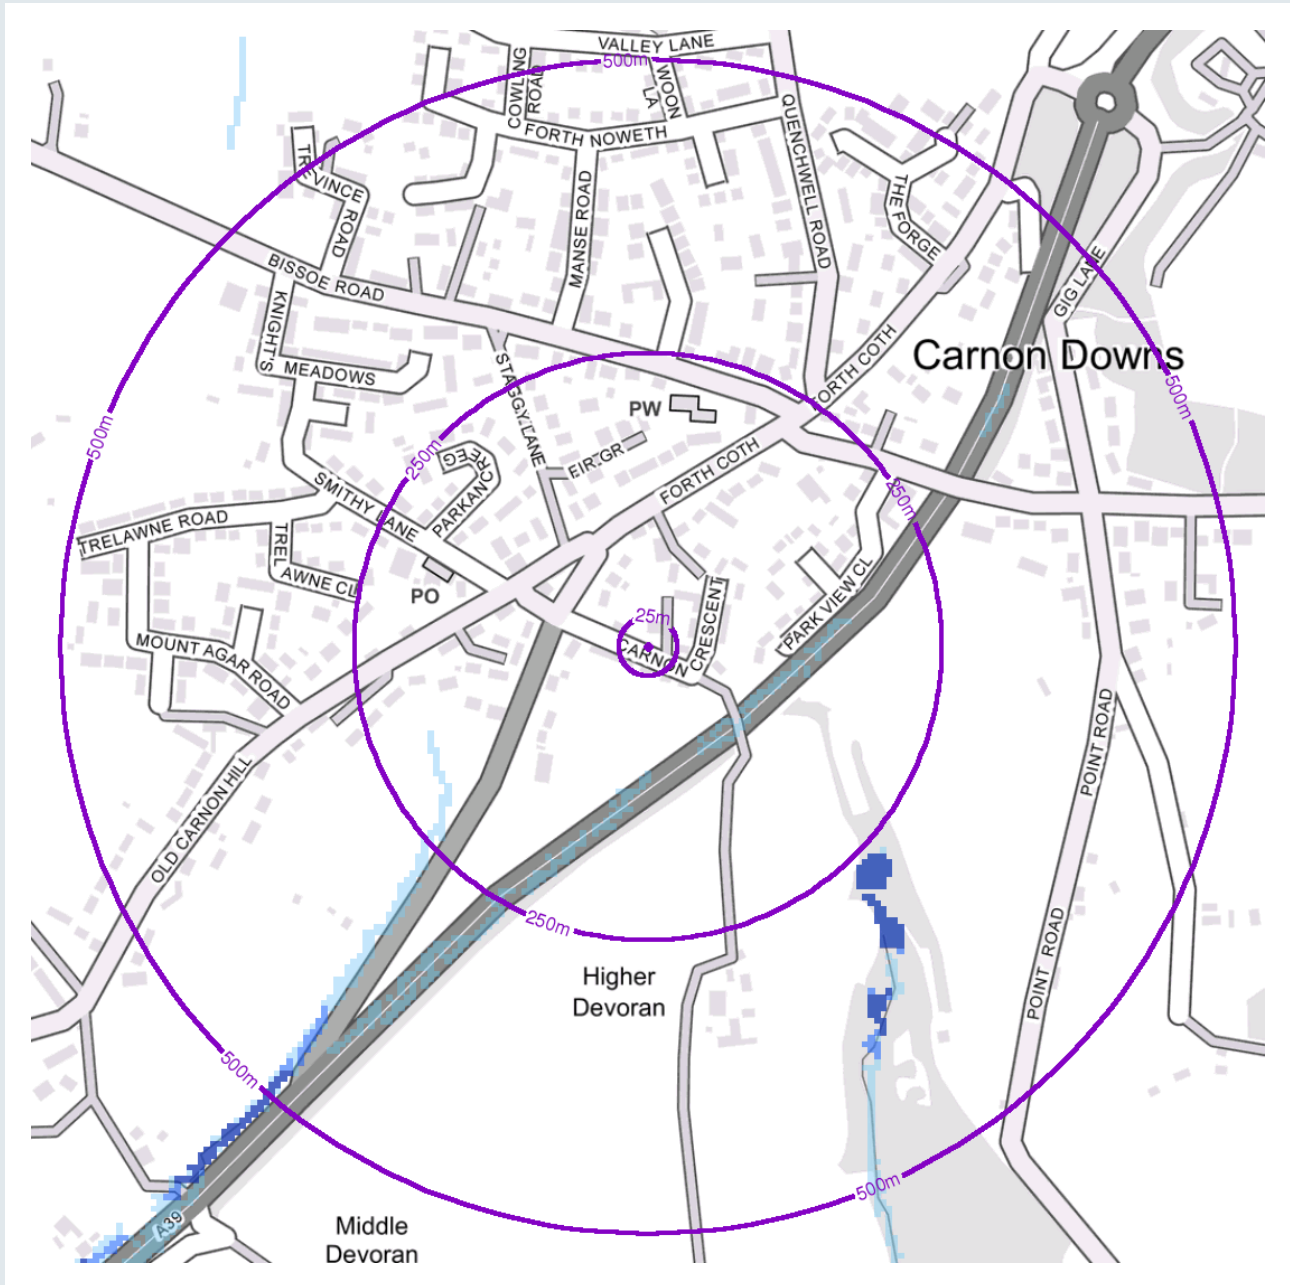 VALLEY LANE
500m
COWLING
ROAD
WOON
LA
FORTH NOWETH
QUENCHWELL ROAD
TREVINCE ROAD
MANSE ROAD
THE FORGE
BISSOE ROAD
GIG LANE
KNIGHT'S
MEADOWS
STAGGY LANE
FORTH COTH
Carnon Downs
500m
500m
PW
250m
PARKANCREEG
EIR-GR
FORTH COTH
SMITHY LANE
250m
TRELAWNE ROAD
TREL
AWNE CL
PO
PARK VIEW CL
25m
CARNON
CRESCENT
MOUNT AGAR ROAD
POINT ROAD
OLD CARNON HILL
250m
Higher
Devoran
POINT ROAD
500m
500m
A39
Middle
Devoran